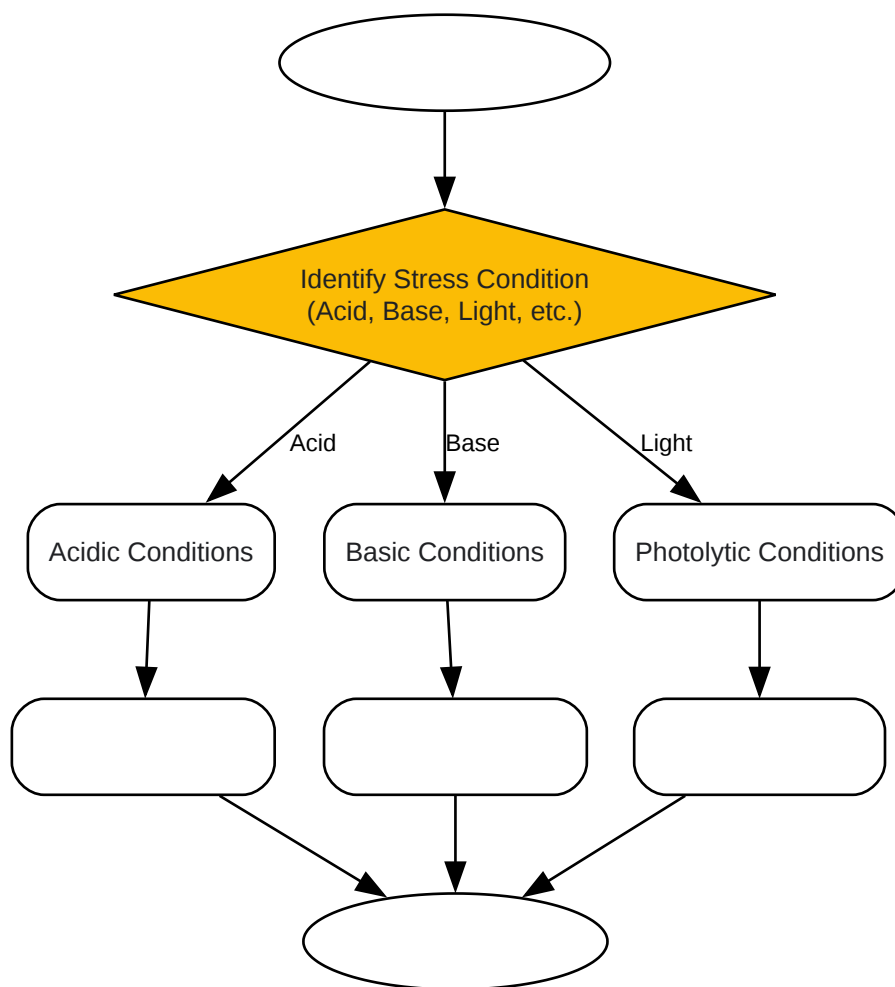 Identify Stress Condition
(Acid, Base, Light, etc.)
Acid
Base
Light
Acidic Conditions
Basic Conditions
Photolytic Conditions